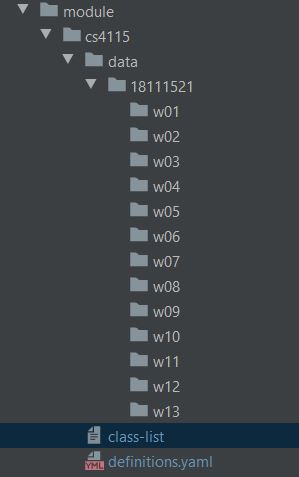 module
cs4115
data
18111521
w01
w02
w03
w04
w05
w06
w07
w08
w09
w10
w11
w12
w13
class-list
YML definitions.yaml